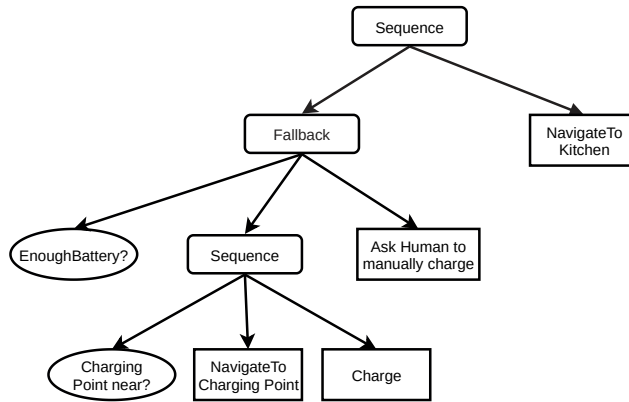 Sequence
Fallback
NavigateTo
Kitchen
EnoughBattery?
Sequence
Ask Human to
manually charge
Charging
Point near?
NavigateTo
Charging Point
Charge